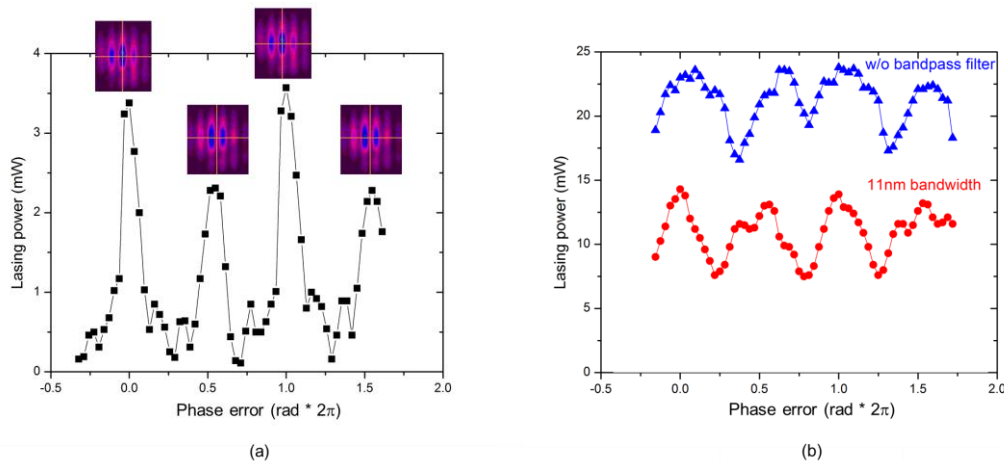 4
3
2
1
0
-0.5
0.0
0.5
1.0
1.5
2.0
Lasing power (mW)
Phase error (rad * 2π)
(a)
25
20
15
10
5
0
-0.5
0.0
0.5
1.0
1.5
2.0
Lasing power (mW)
Phase error (rad * 2π)
w/o bandpass filter
11nm bandwidth
(b)